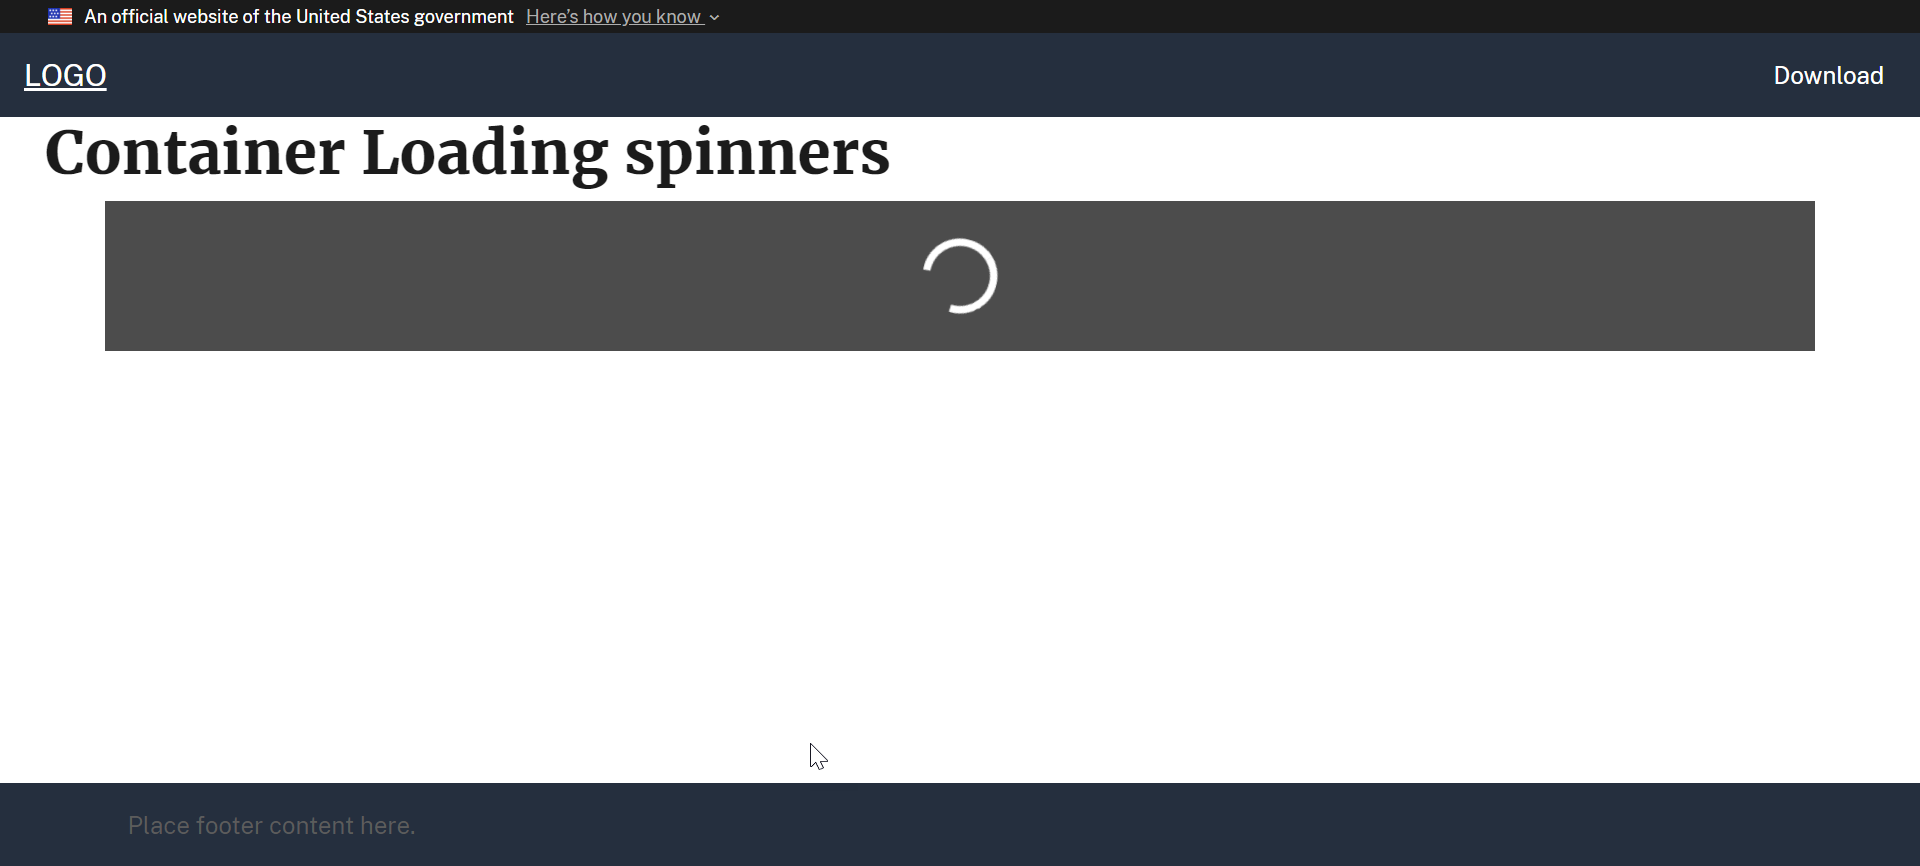 An official website of the United States government Here’s how you know
LOGO
Download
Container Loading spinners
Place footer content here.